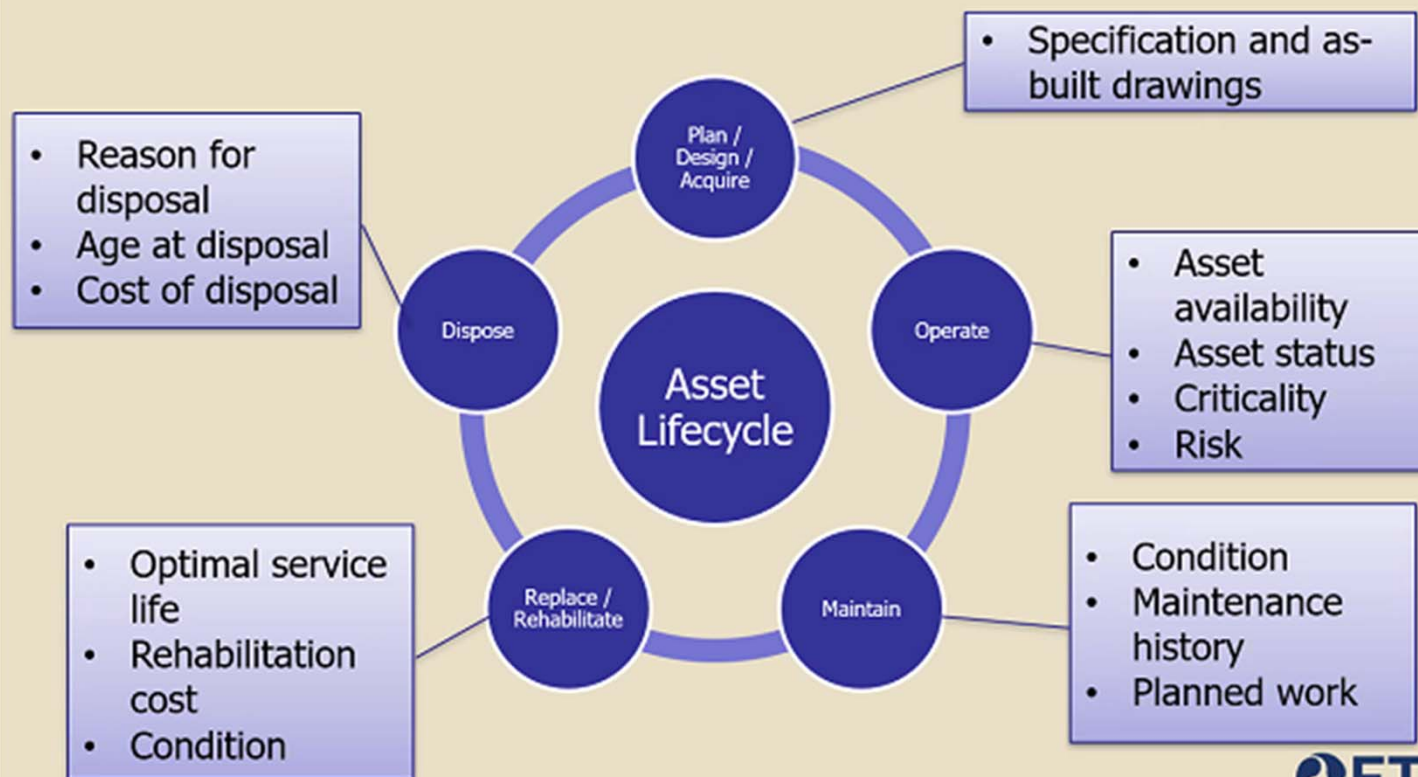 • Specification and as-
built drawings
• Reason for
disposal
• Age at disposal
• Cost of disposal
Plan /
Design /
Acquire
Dispose
Operate
• Asset
availability
• Asset status
• Criticality
• Risk
Asset
Lifecycle
• Optimal service
life
• Rehabilitation
cost
• Condition
Replace /
Rehabilitate
Maintain
• Condition
• Maintenance
history
• Planned work